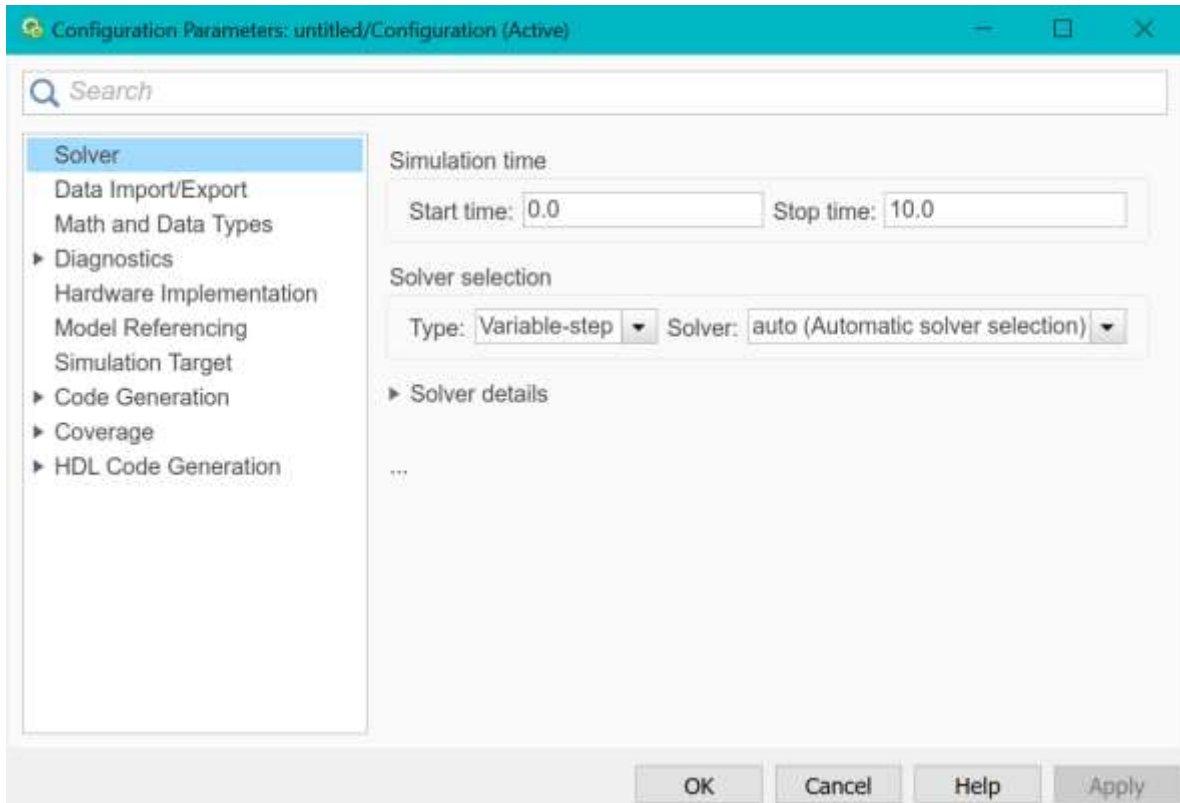 Configuration Parameters: untitled/Configuration (Active)
Search
Solver
Data Import/Export
Math and Data Types
Diagnostics
Hardware Implementation
Model Referencing
Simulation Target
Code Generation
Coverage
HDL Code Generation
Simulation time
Start time: 0.0 Stop time: 10.0
Solver selection
Type: Variable-step Solver: auto (Automatic solver selection)
Solver details
...
OK Cancel Help Apply